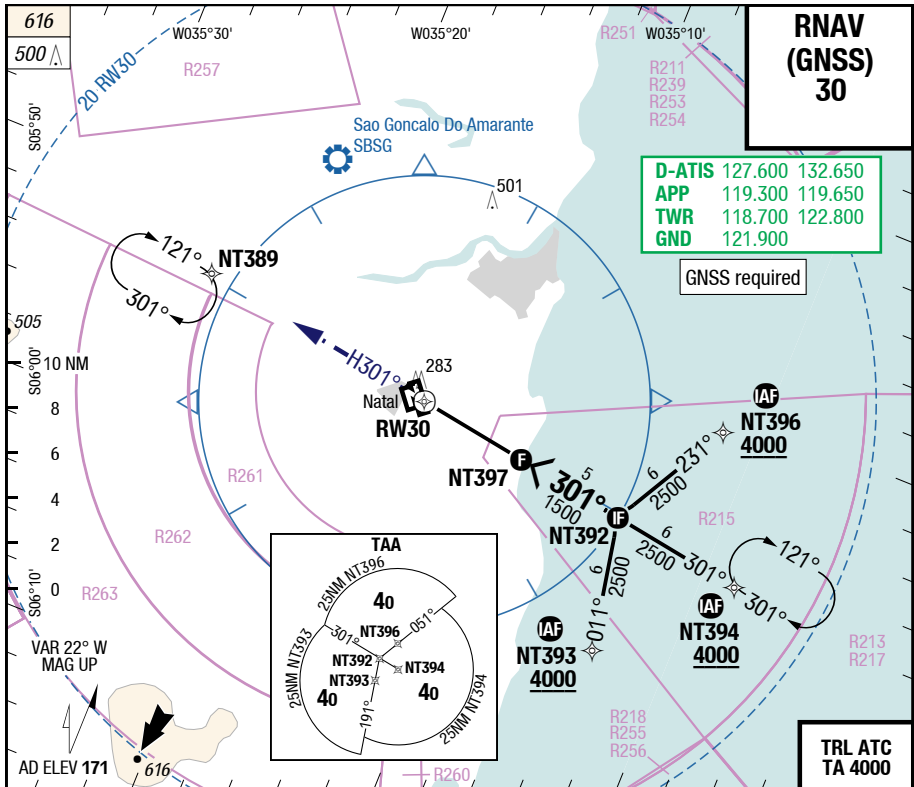 616
500
20 RW30
R257
W035°30'
W035°20'
W035°10'
R251
R211
R239
R253
R254
RNAV
(GNSS)
30
S05°50'
Sao Goncalo Do Amarante
SBSG
501
D-ATIS 127.600 132.650
APP 119.300 119.650
TWR 118.700 122.800
GND 121.900
GNSS required
121°
NT389
301°
505
S06°00'
10 NM
8
6
4
2
0
S06°10'
H301°
283
Natal
RW30
IAF
NT396
4000
F
NT397
5
301°
1500
6
231°
2500
IF
NT392
R215
6
2500
301°
121°
301°
6
2500
011°
IAF
NT394
4000
IAF
NT393
4000
R261
R262
R263
R213
R217
R218
R255
R256
R260
TAA
25NM NT396
40
301°
051°
NT396
NT392
NT394
NT393
40
40
191°
25NM NT393
25NM NT394
VAR 22° W
MAG UP
AD ELEV 171
616
TRL ATC
TA 4000